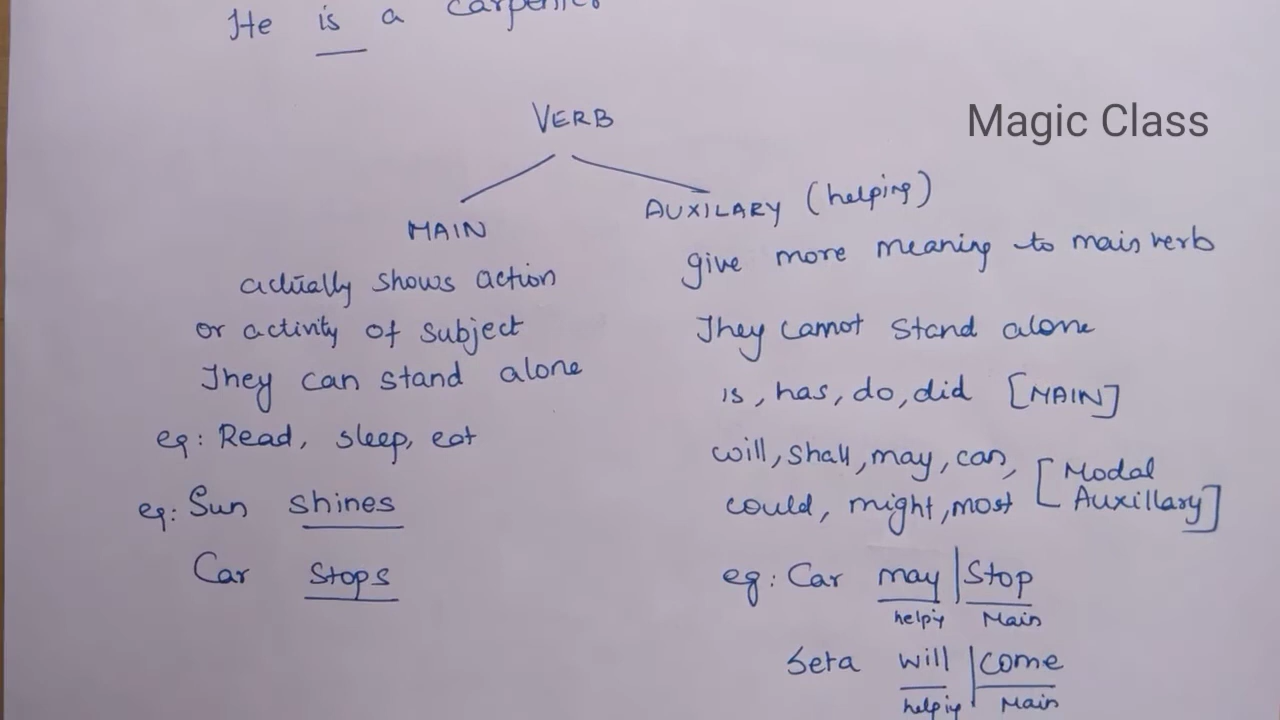 He is a carpenter
VERB
Magic Class
MAIN
actually shows action
or activity of subject
They can stand alone
eg: Read, sleep, eat
eg: Sun shines
Car Stops
AUXILARY (helping)
give more meaning to main verb
They cannot stand alone
is, has, do, did [MAIN]
will, shall, may, can, [Modal
could, might, most Auxillary]
eg: Car may | Stop
helpig Main
Seta will | come
helpig Main